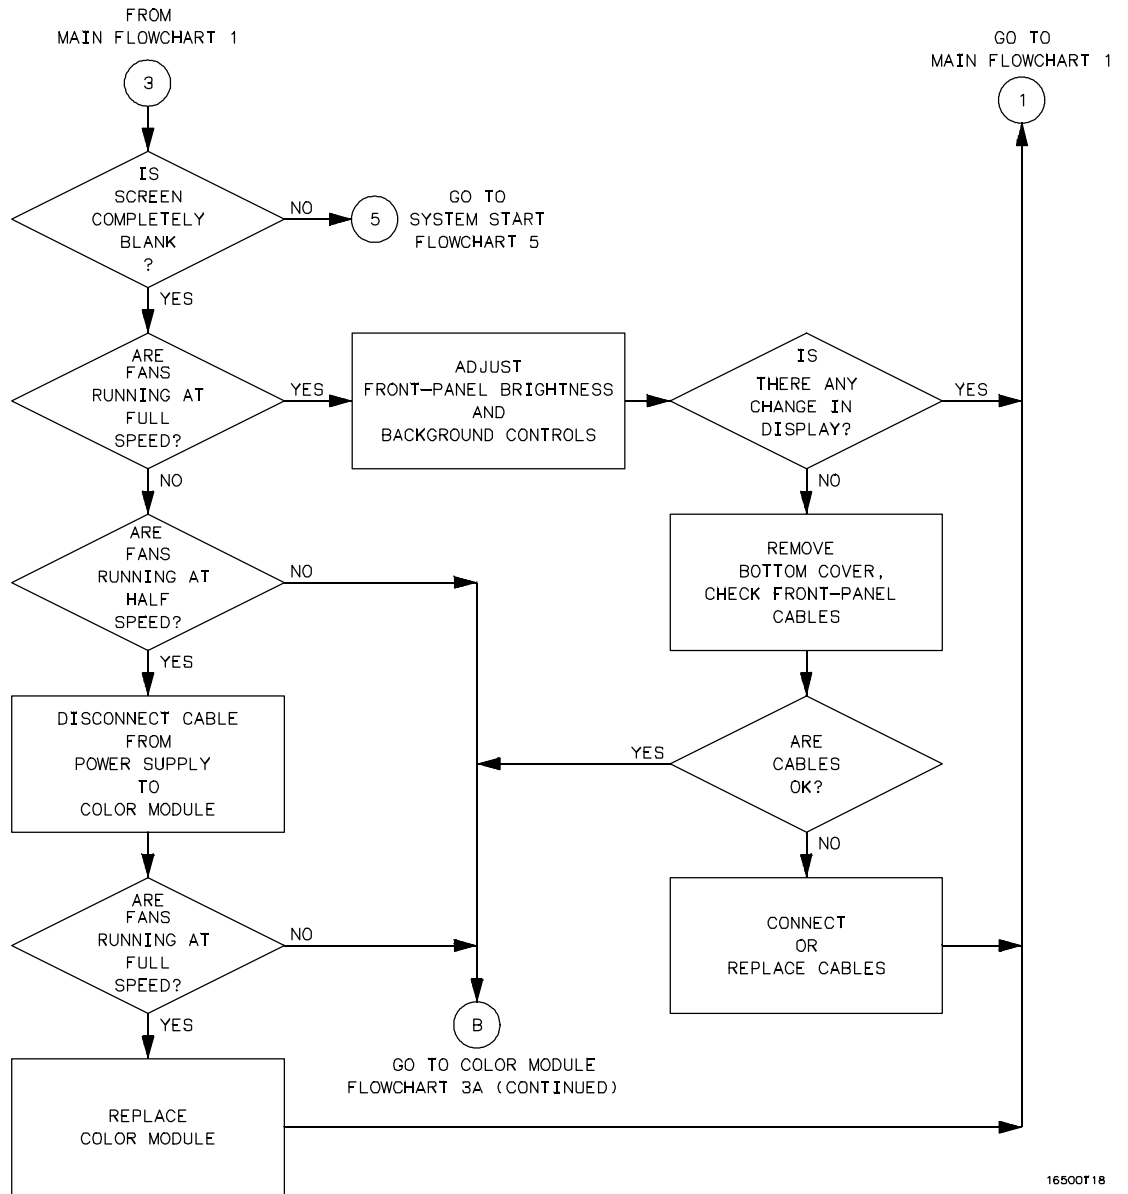 FROM
MAIN FLOWCHART 1
3
GO TO
MAIN FLOWCHART 1
1
IS
SCREEN
COMPLETELY
BLANK
?
NO
5
GO TO
SYSTEM START
FLOWCHART 5
YES
ARE
FANS
RUNNING AT
FULL
SPEED?
YES
ADJUST
FRONT-PANEL BRIGHTNESS
AND
BACKGROUND CONTROLS
IS
THERE ANY
CHANGE IN
DISPLAY?
YES
NO
NO
ARE
FANS
RUNNING AT
HALF
SPEED?
NO
REMOVE
BOTTOM COVER,
CHECK FRONT-PANEL
CABLES
YES
DISCONNECT CABLE
FROM
POWER SUPPLY
TO
COLOR MODULE
YES
ARE
CABLES
OK?
NO
ARE
FANS
RUNNING AT
FULL
SPEED?
NO
CONNECT
OR
REPLACE CABLES
YES
B
GO TO COLOR MODULE
FLOWCHART 3A (CONTINUED)
REPLACE
COLOR MODULE
16500T18